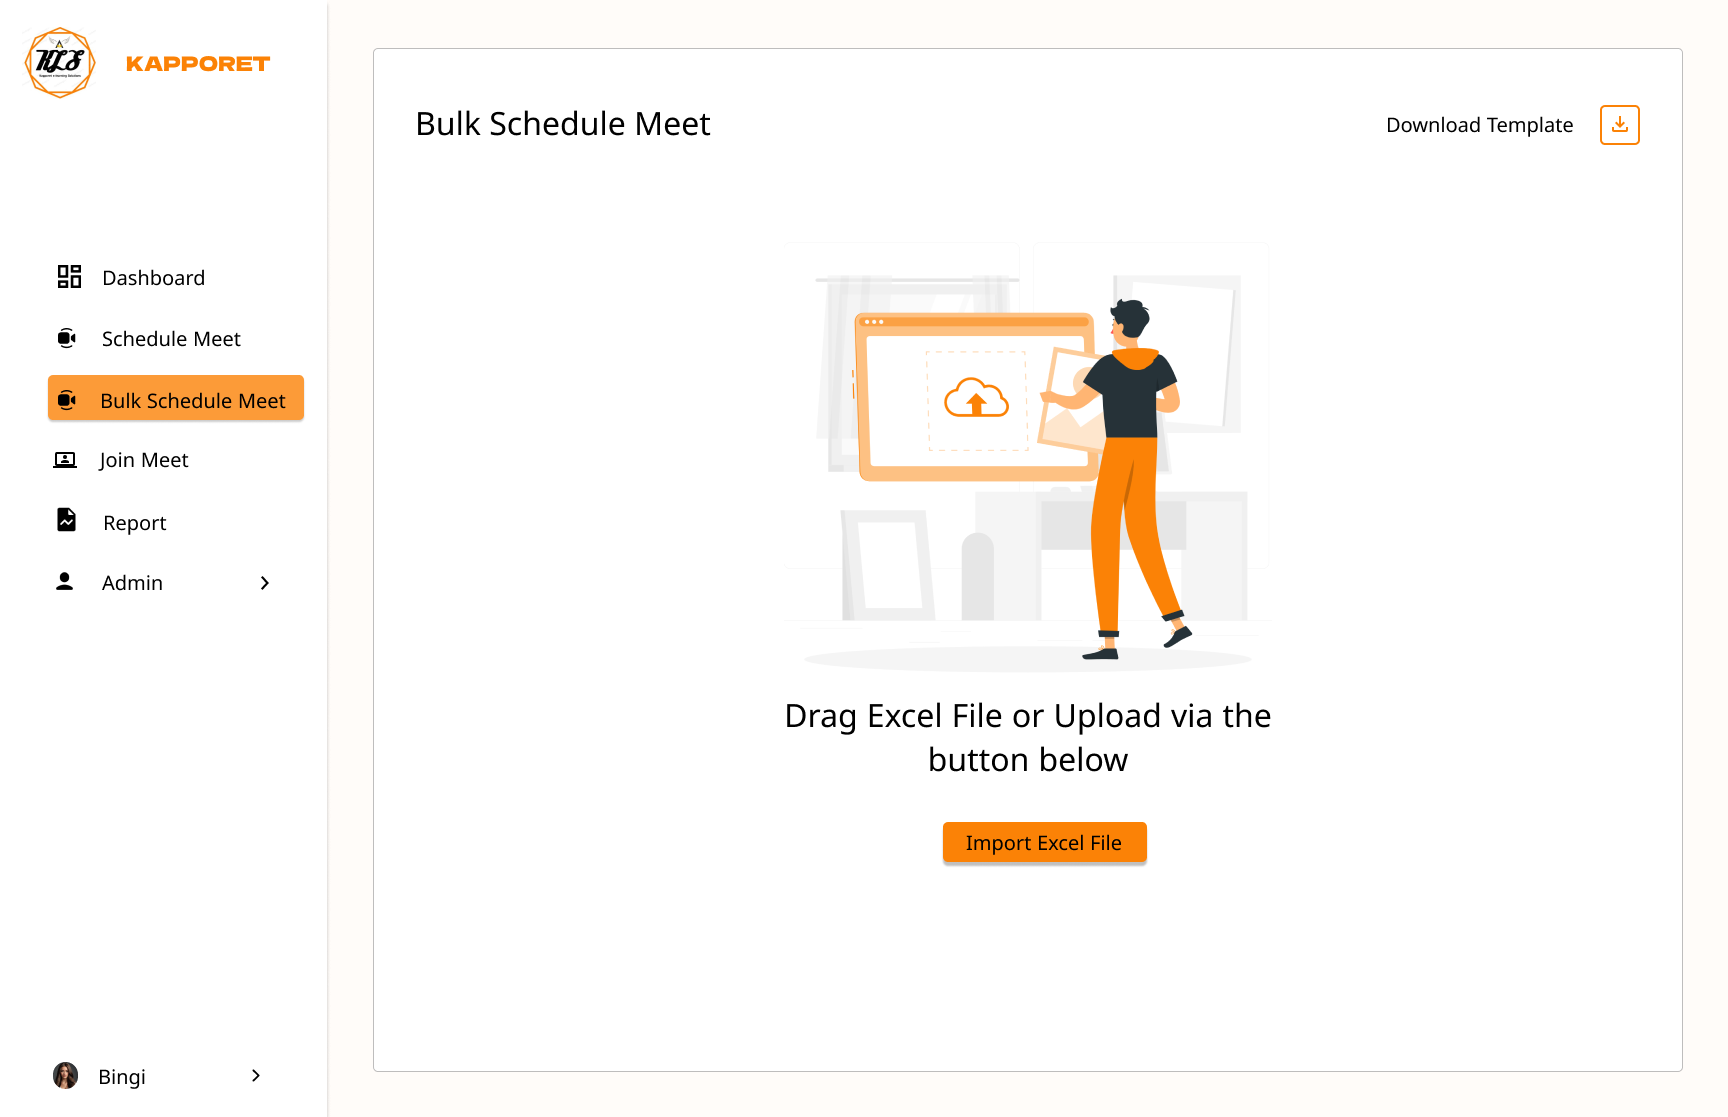 KLS
KAPPORET
Bulk Schedule Meet
Download Template
Dashboard
Schedule Meet
Bulk Schedule Meet
Join Meet
Report
Admin
Drag Excel File or Upload via the
button below
Import Excel File
Bingi